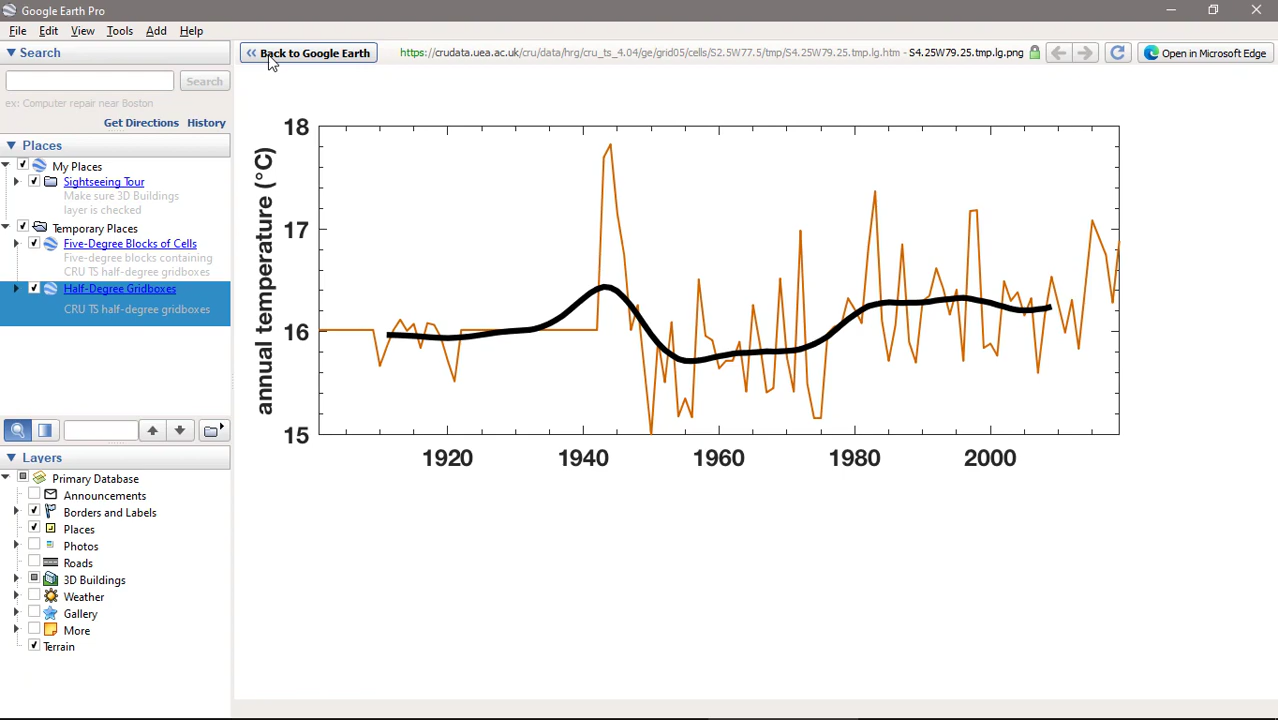 Google Earth Pro
File Edit View Tools Add Help
Search
Search
ex: Computer repair near Boston
Get Directions History
Places
My Places
Sightseeing Tour
Make sure 3D Buildings
layer is checked
Temporary Places
Five-Degree Blocks of Cells
Five-degree blocks containing
CRU TS half-degree gridboxes
Half-Degree Gridboxes
CRU TS half-degree gridboxes
Layers
Primary Database
Announcements
Borders and Labels
Places
Photos
Roads
3D Buildings
Weather
Gallery
More
Terrain
Back to Google Earth
https://crudata.uea.ac.uk/cru/data/hrg/cru_ts_4.04/ge/grid05/cells/S2.5W77.5/tmp/S4.25W79.25.tmp.lg.htm - S4.25W79.25.tmp.lg.png
Open in Microsoft Edge
annual temperature (°C)
18
17
16
15
1920 1940 1960 1980 2000